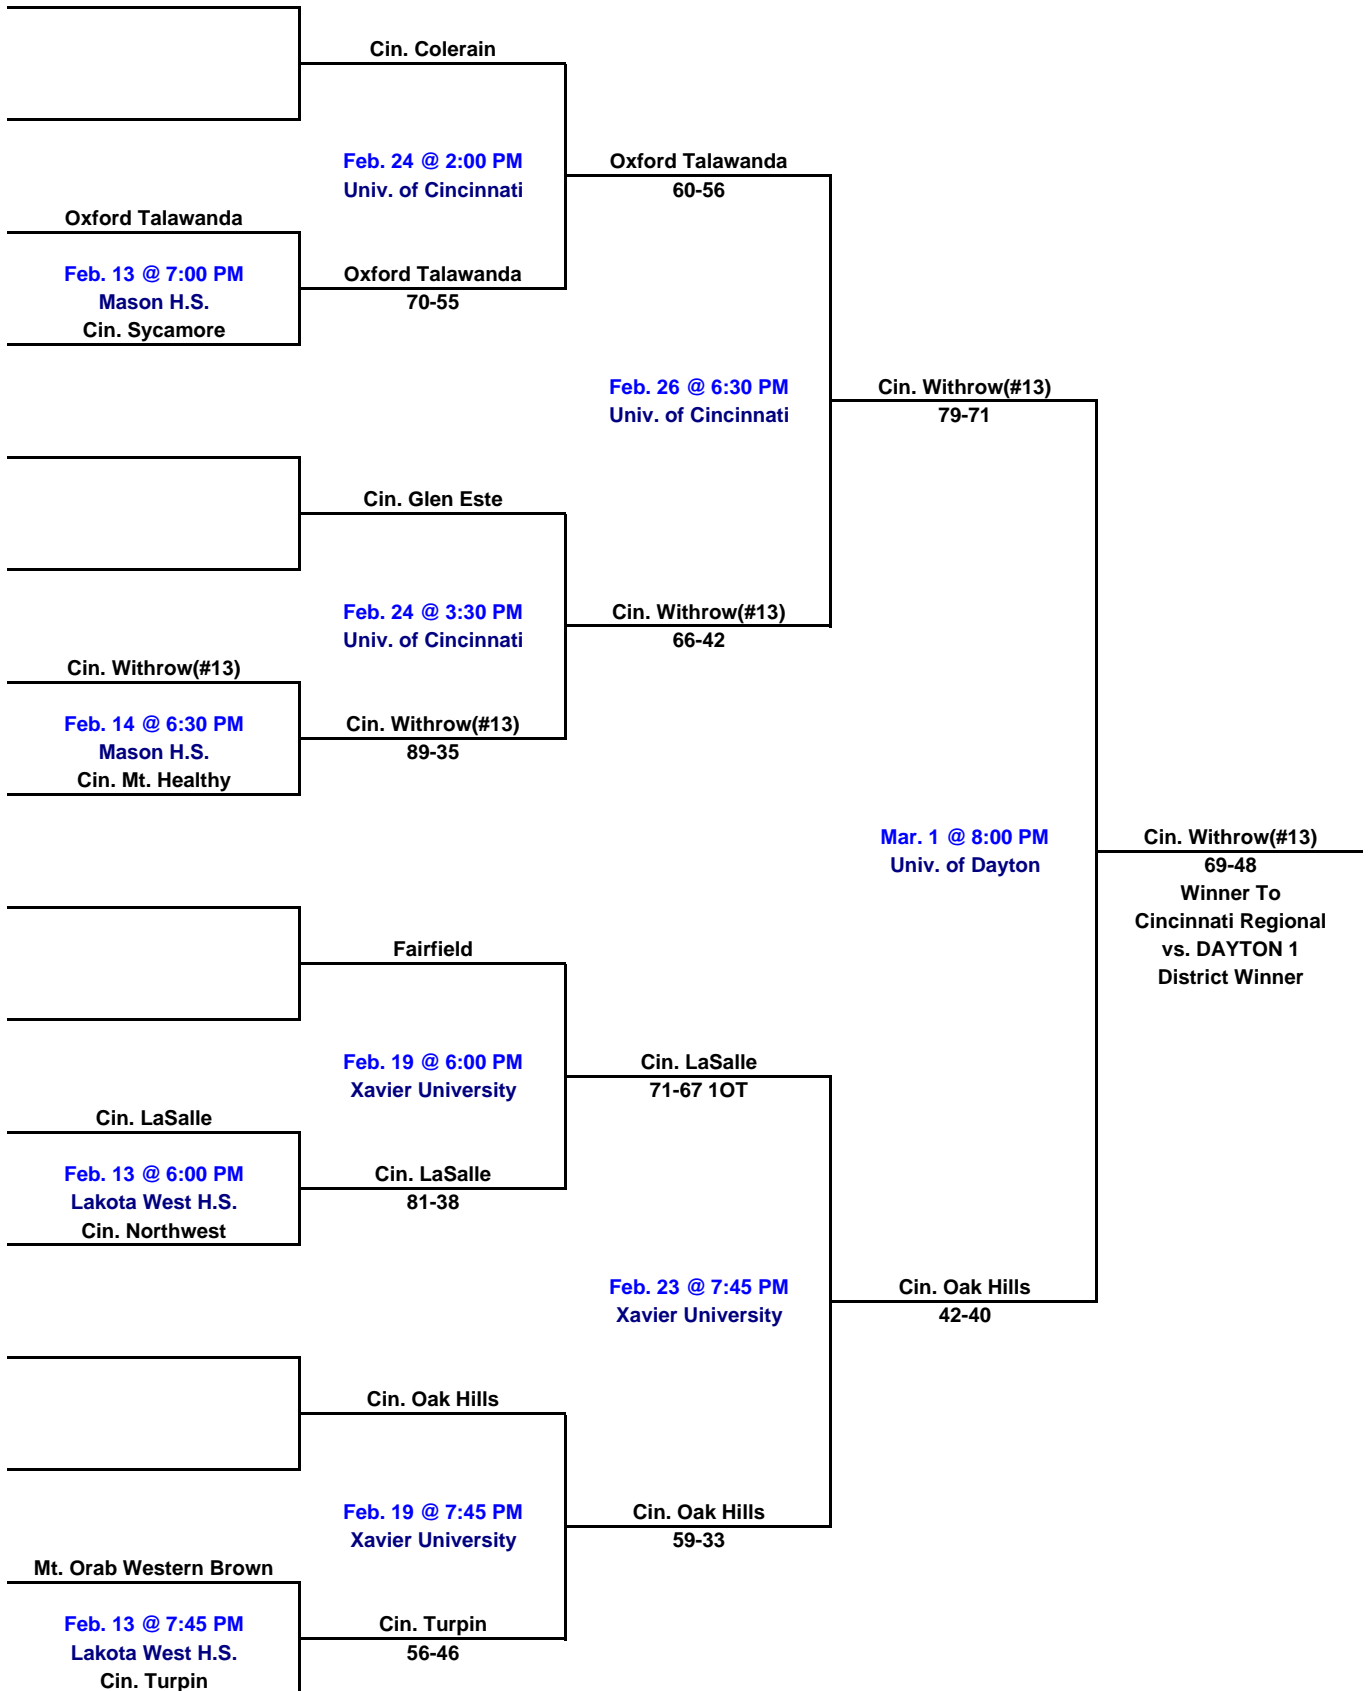 Cin. Colerain
Feb. 24 @ 2:00 PM
Univ. of Cincinnati
Oxford Talawanda
60-56
Oxford Talawanda
Feb. 13 @ 7:00 PM
Mason H.S.
Cin. Sycamore
Oxford Talawanda
70-55
Feb. 26 @ 6:30 PM
Univ. of Cincinnati
Cin. Withrow(#13)
79-71
Cin. Glen Este
Feb. 24 @ 3:30 PM
Univ. of Cincinnati
Cin. Withrow(#13)
66-42
Cin. Withrow(#13)
Feb. 14 @ 6:30 PM
Mason H.S.
Cin. Mt. Healthy
Cin. Withrow(#13)
89-35
Mar. 1 @ 8:00 PM
Univ. of Dayton
Cin. Withrow(#13)
69-48
Winner To
Cincinnati Regional
vs. DAYTON 1
District Winner
Fairfield
Feb. 19 @ 6:00 PM
Xavier University
Cin. LaSalle
71-67 1OT
Cin. LaSalle
Feb. 13 @ 6:00 PM
Lakota West H.S.
Cin. Northwest
Cin. LaSalle
81-38
Feb. 23 @ 7:45 PM
Xavier University
Cin. Oak Hills
42-40
Cin. Oak Hills
Feb. 19 @ 7:45 PM
Xavier University
Cin. Oak Hills
59-33
Mt. Orab Western Brown
Feb. 13 @ 7:45 PM
Lakota West H.S.
Cin. Turpin
Cin. Turpin
56-46